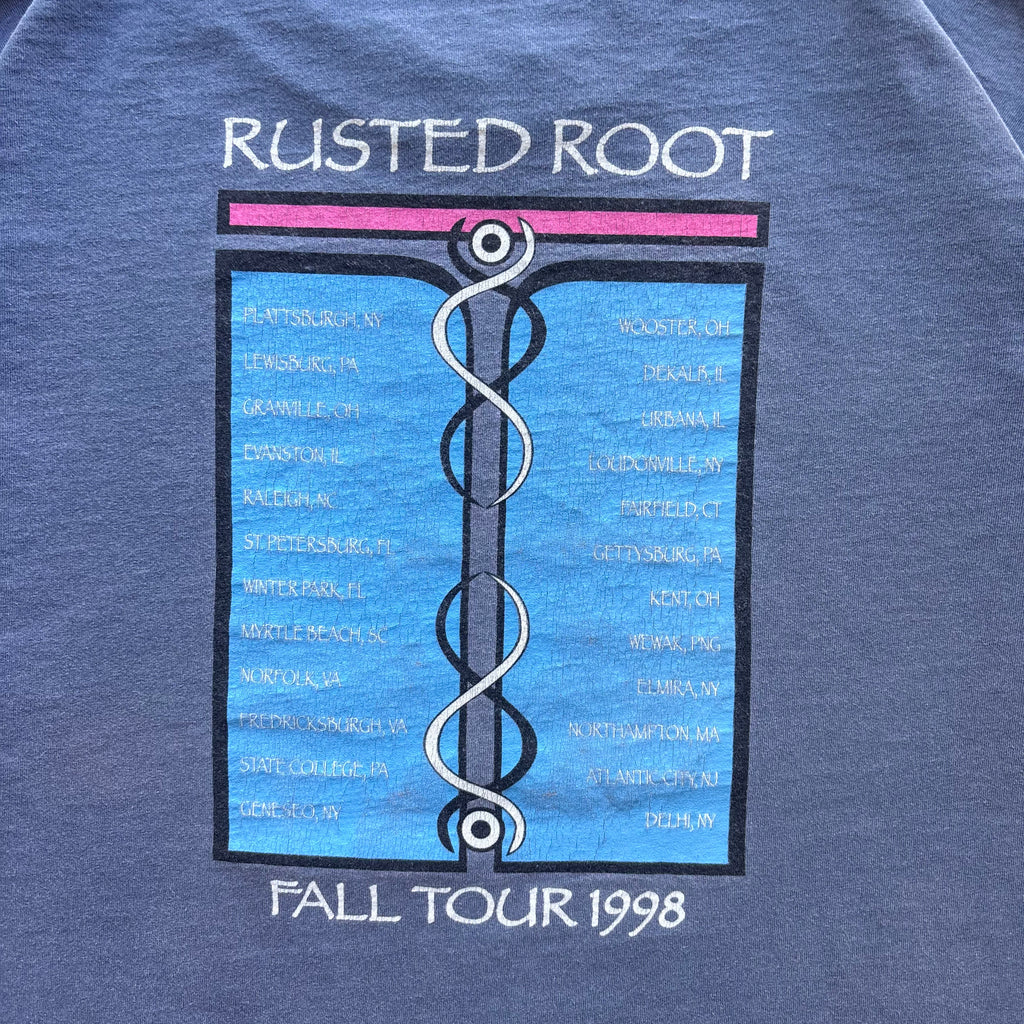 RUSTED ROOT
PLATTSBURGH, NY
LEWISBURG, PA
GRANVILLE, OH
EVANSTON, IL
RALEIGH, NC
ST PETERSBURG, FL
WINTER PARK, FL
MYRTLE BEACH, SC
NORFOLK, VA
FREDRICKSBURGH, VA
STATE COLLEGE, PA
GENESEO, NY
WOOSTER, OH
DEKALB, IL
URBANA, IL
LOUDONVILLE, NY
FAIRFIELD, CT
GETTYSBURG, PA
KENT, OH
WEWAK, PNG
ELMIRA, NY
NORTHAMPTON, MA
ATLANTIC CITY, NJ
DELHI, NY
FALL TOUR 1998